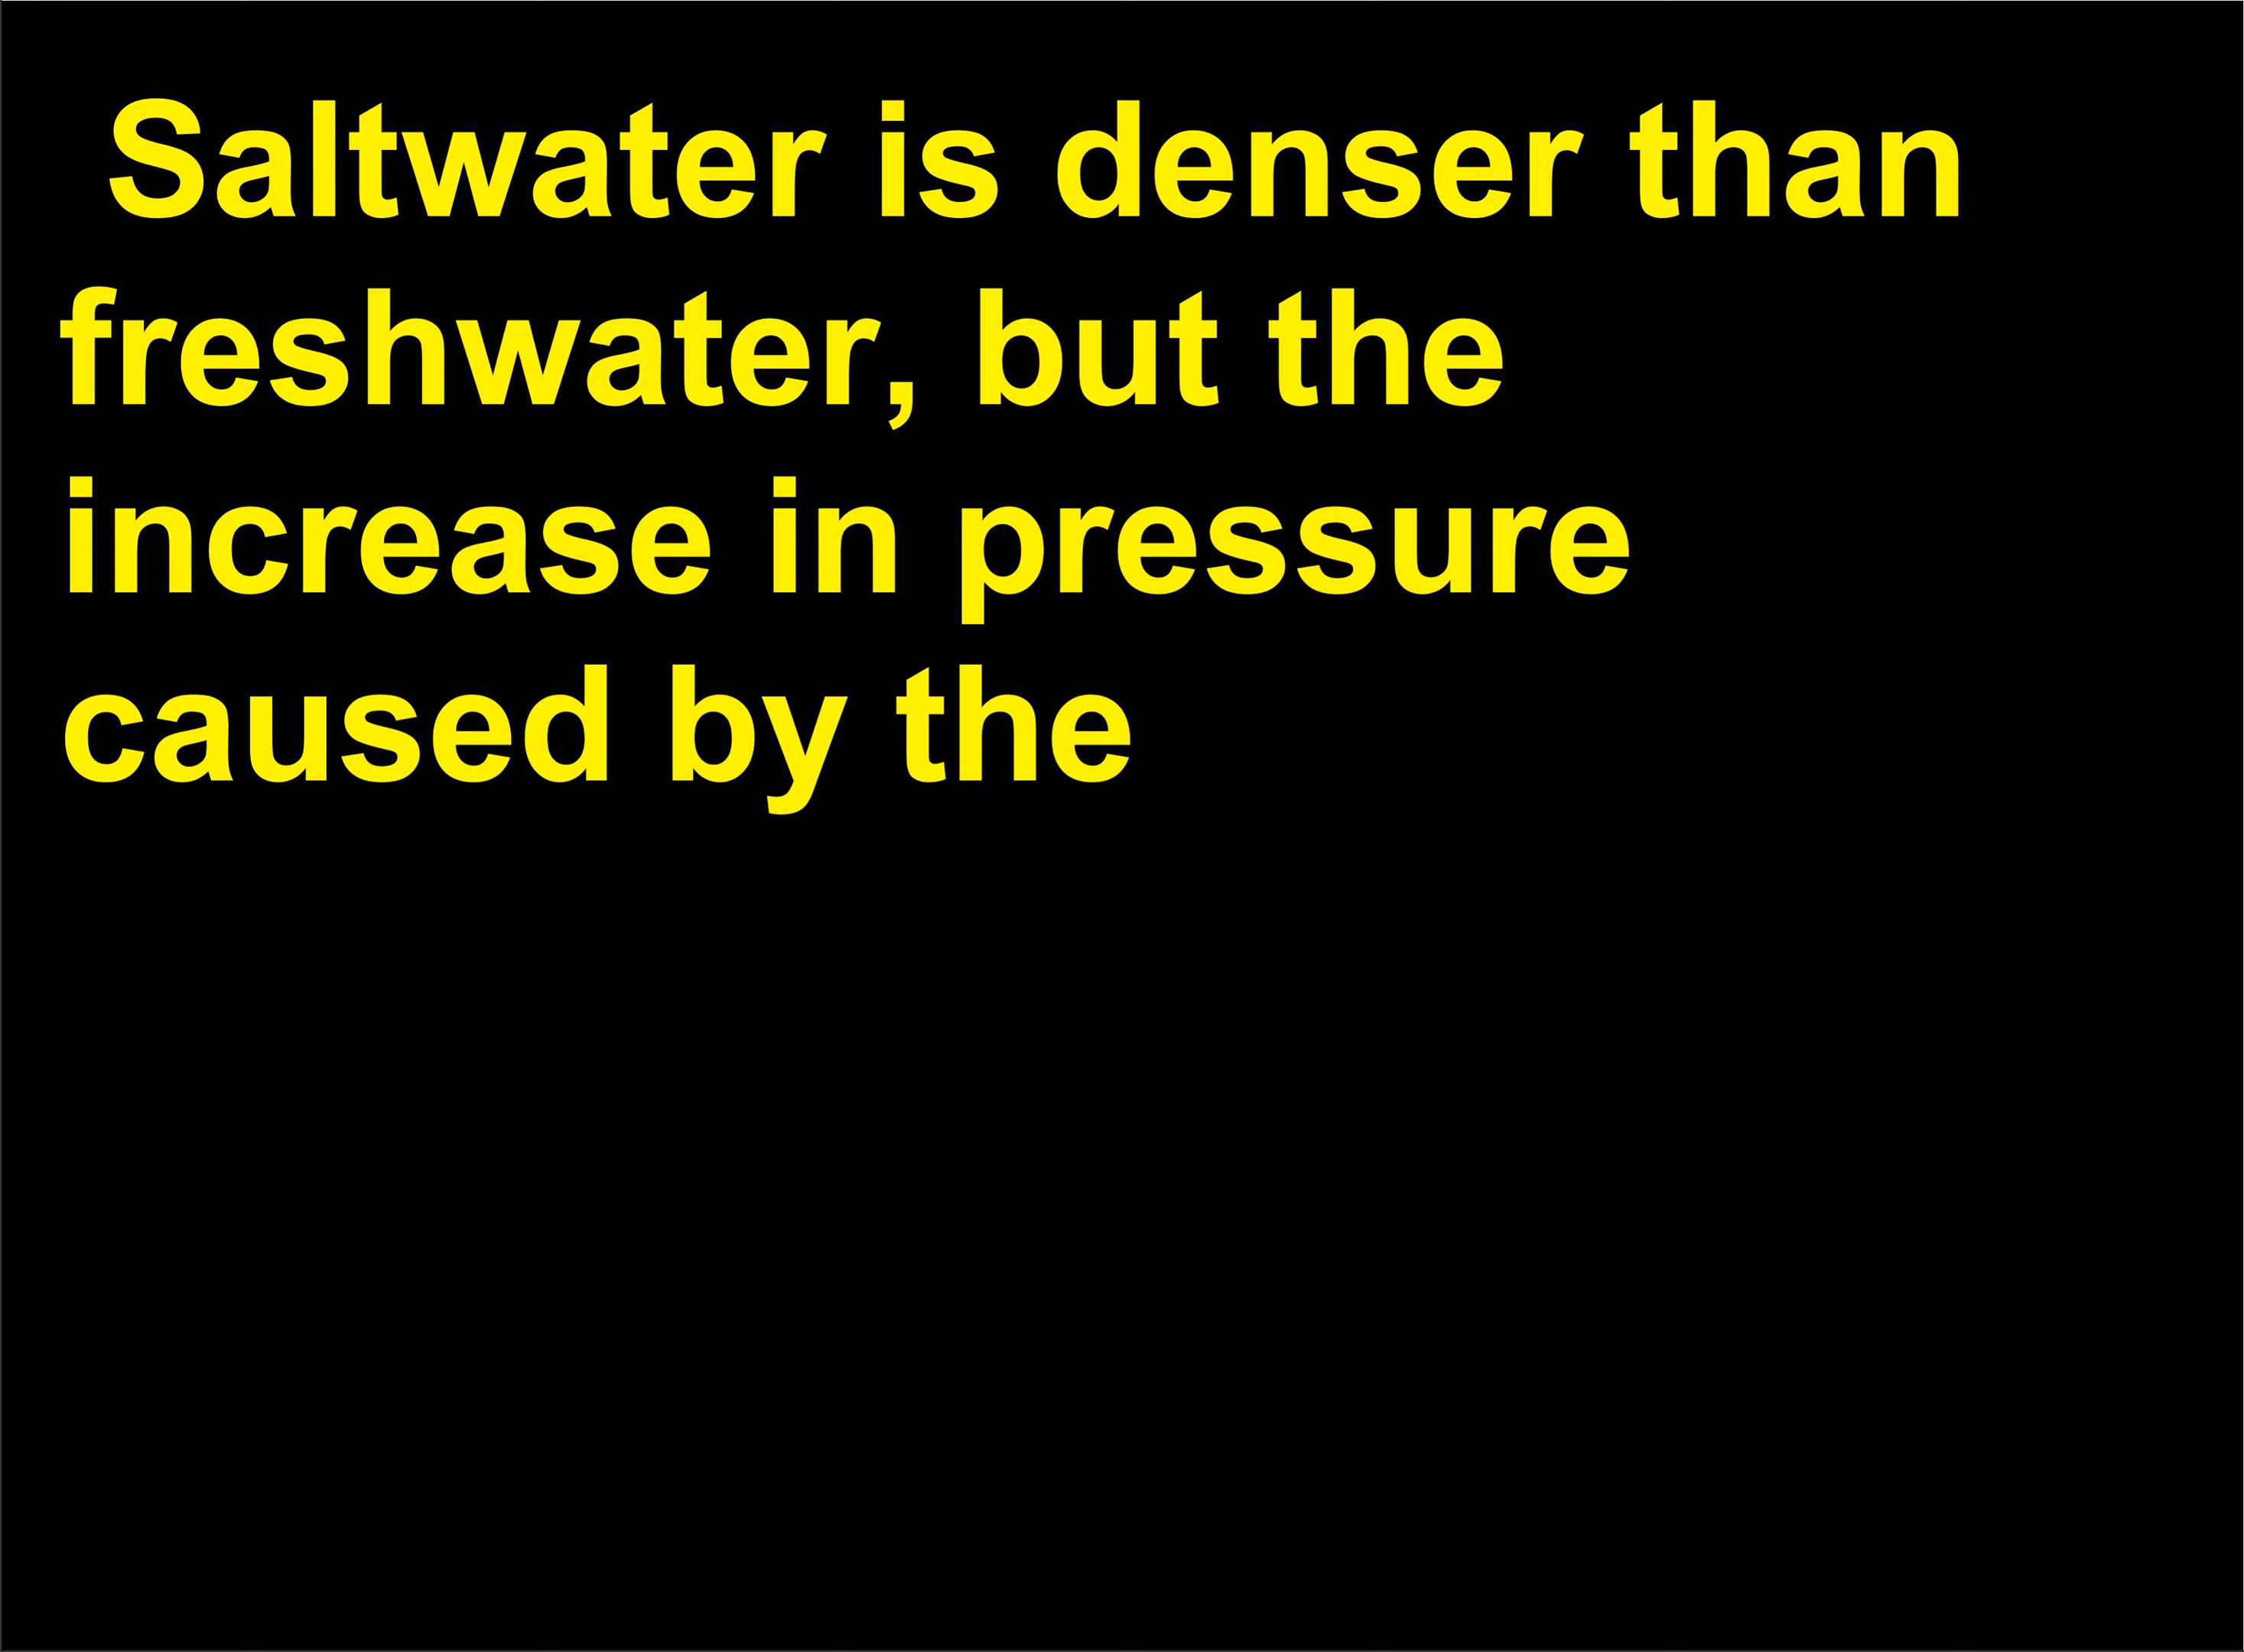 Saltwater is denser than
freshwater, but the
increase in pressure
caused by the